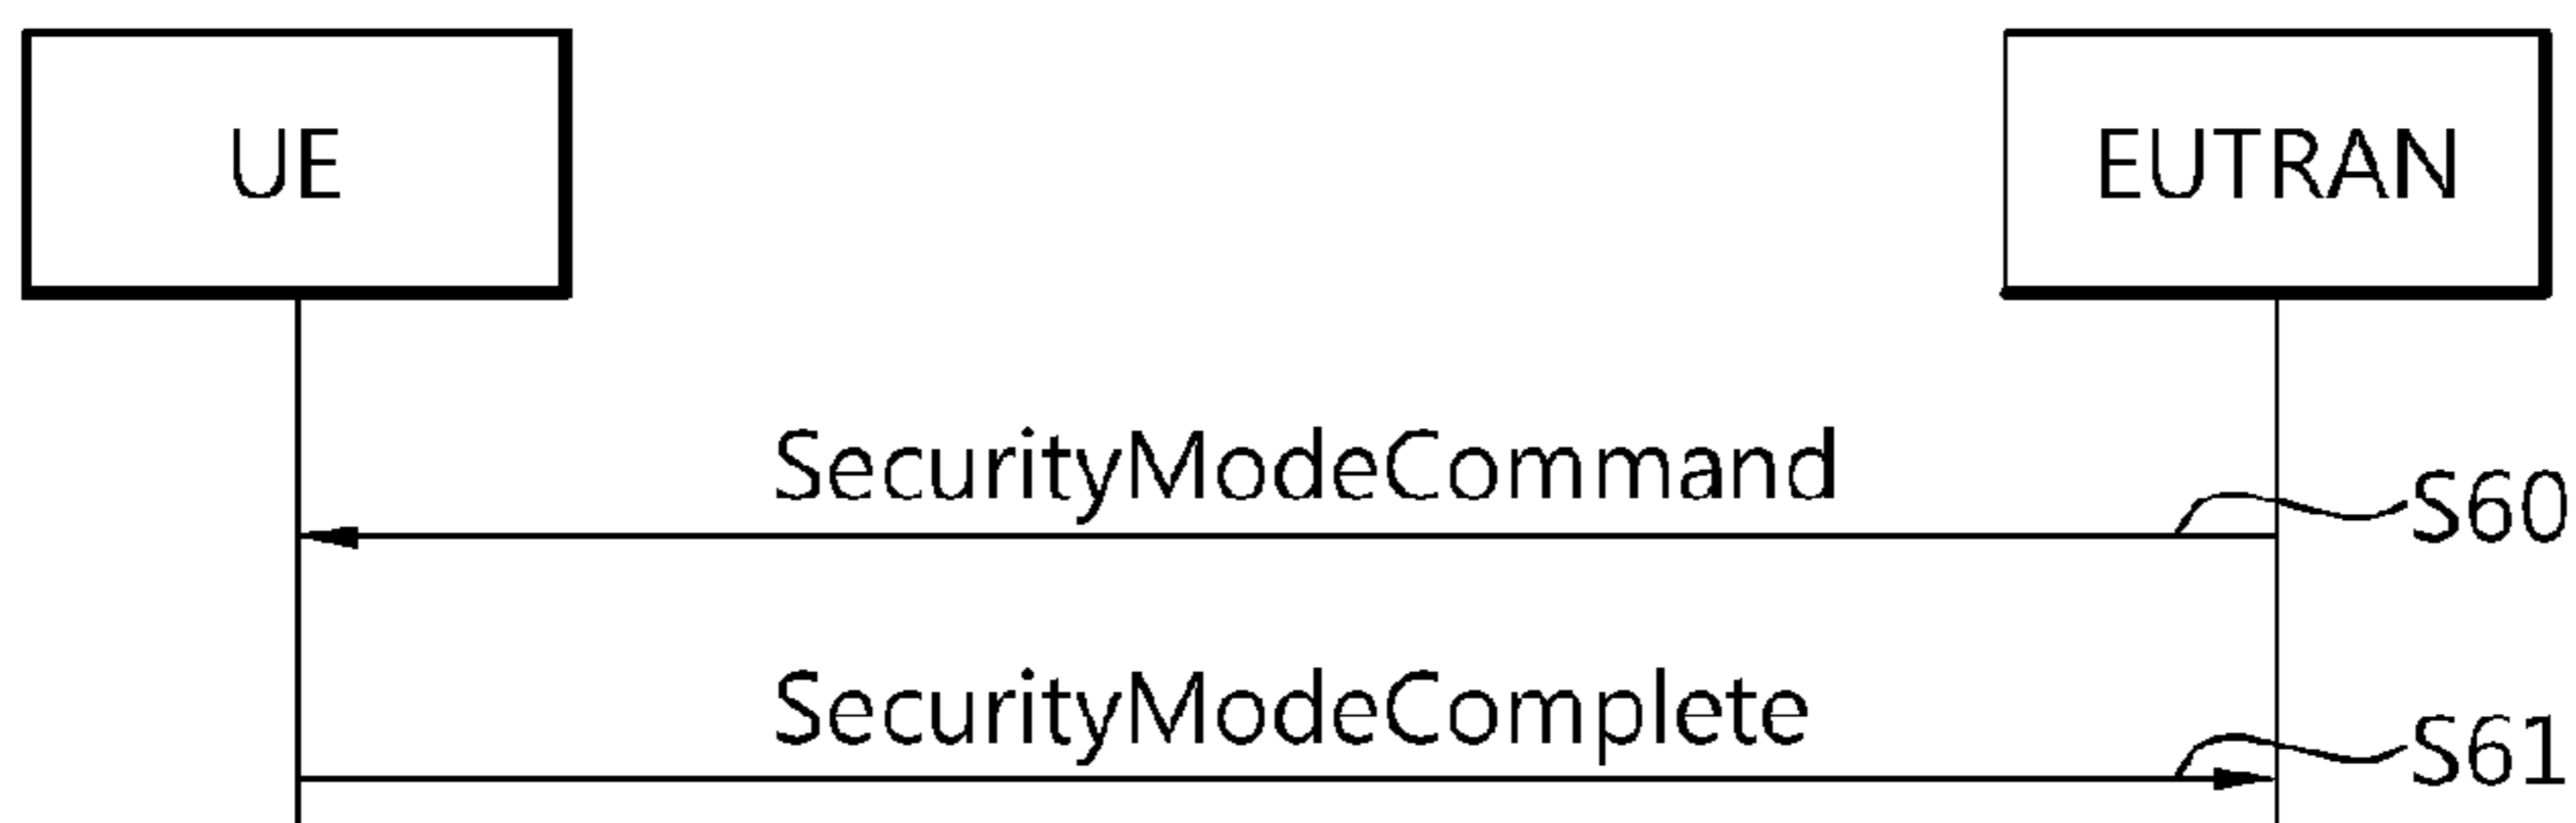 UE
EUTRAN
SecurityModeCommand
S60
SecurityModeComplete
S61